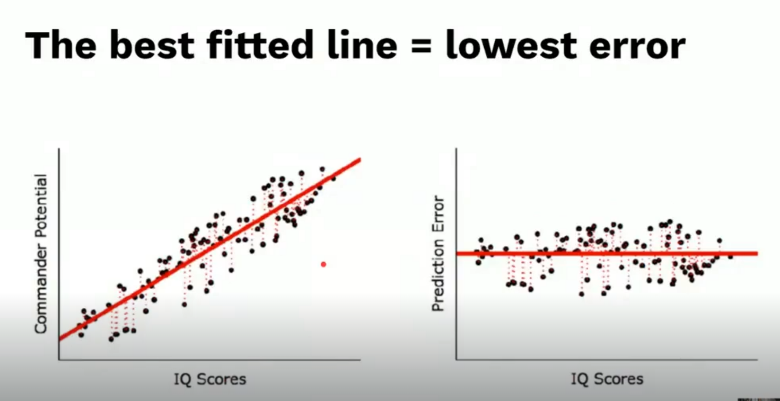 The best fitted line = lowest error
Commander Potential
IQ Scores
Prediction Error
IQ Scores